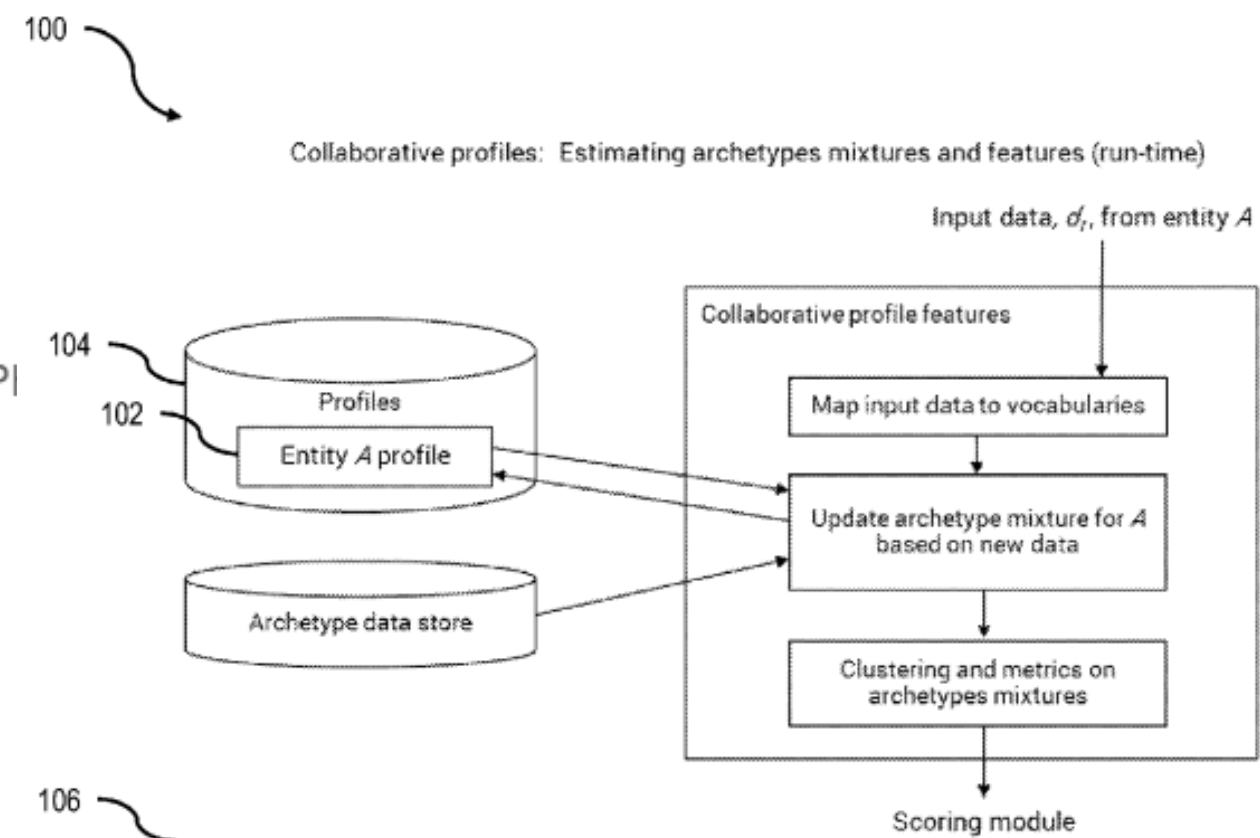 100
Collaborative profiles: Estimating archetypes mixtures and features (run-time)
Input data, dₜ, from entity A
Collaborative profile features
104
Profiles
102
Entity A profile
Map input data to vocabularies
Update archetype mixture for A
based on new data
Archetype data store
Clustering and metrics on
archetypes mixtures
106
Scoring module